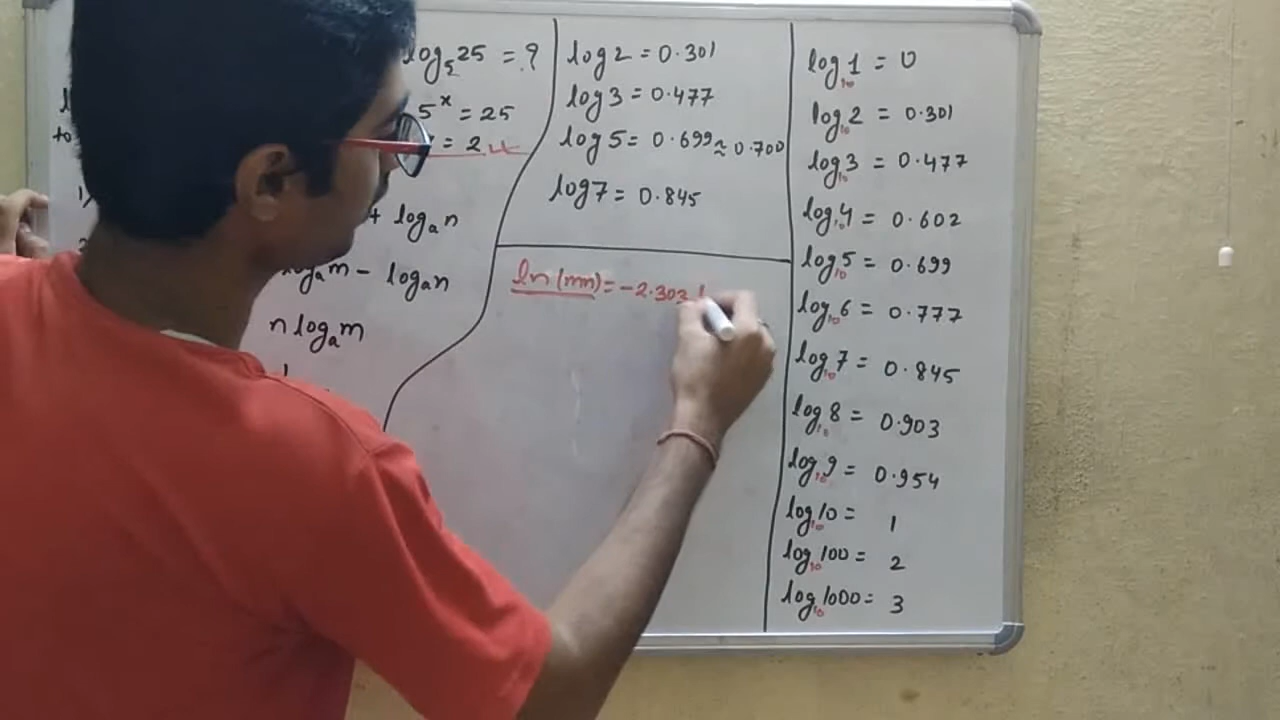 log₅25 = ?
5ˣ = 25
= 2
+ logₐn
logₐm - logₐn
n logₐm
log2 = 0.301
log3 = 0.477
log5 = 0.699 ≈ 0.700
log7 = 0.845
ln (mn) = -2.303
log₁₀1 = 0
log₁₀2 = 0.301
log₁₀3 = 0.477
log₁₀4 = 0.602
log₁₀5 = 0.699
log₁₀6 = 0.777
log₁₀7 = 0.845
log₁₀8 = 0.903
log₁₀9 = 0.954
log₁₀10 = 1
log₁₀100 = 2
log₁₀1000 = 3